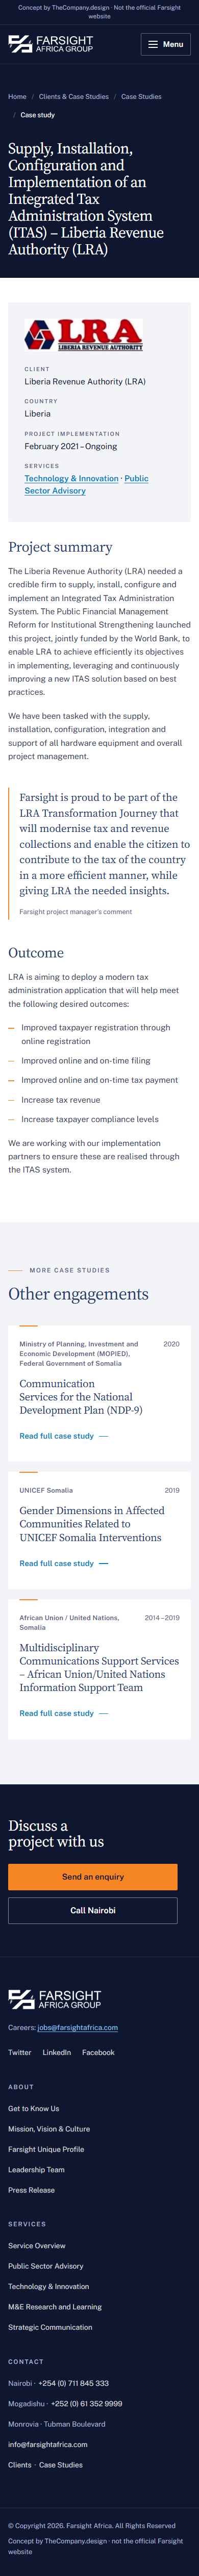 Concept by TheCompany.design · Not the official Farsight
website
FARSIGHT
AFRICA GROUP
Menu
Home / Clients & Case Studies / Case Studies
/ Case study
Supply, Installation,
Configuration and
Implementation of an
Integrated Tax
Administration System
(ITAS) – Liberia Revenue
Authority (LRA)
LRA
LIBERIA REVENUE AUTHORITY
CLIENT
Liberia Revenue Authority (LRA)
COUNTRY
Liberia
PROJECT IMPLEMENTATION
February 2021 – Ongoing
SERVICES
Technology & Innovation · Public
Sector Advisory
Project summary
The Liberia Revenue Authority (LRA) needed a
credible firm to supply, install, configure and
implement an Integrated Tax Administration
System. The Public Financial Management
Reform for Institutional Strengthening launched
this project, jointly funded by the World Bank, to
enable LRA to achieve efficiently its objectives
in implementing, leveraging and continuously
improving a new ITAS solution based on best
practices.
We have been tasked with the supply,
installation, configuration, integration and
support of all hardware equipment and overall
project management.
Farsight is proud to be part of the
LRA Transformation Journey that
will modernise tax and revenue
collections and enable the citizen to
contribute to the tax of the country
in a more efficient manner, while
giving LRA the needed insights.
Farsight project manager's comment
Outcome
LRA is aiming to deploy a modern tax
administration application that will help meet
the following desired outcomes:
Improved taxpayer registration through
online registration
Improved online and on-time filing
Improved online and on-time tax payment
Increase tax revenue
Increase taxpayer compliance levels
We are working with our implementation
partners to ensure these are realised through
the ITAS system.
MORE CASE STUDIES
Other engagements
Ministry of Planning, Investment and
Economic Development (MOPIED),
Federal Government of Somalia
2020
Communication
Services for the National
Development Plan (NDP-9)
Read full case study
UNICEF Somalia
2019
Gender Dimensions in Affected
Communities Related to
UNICEF Somalia Interventions
Read full case study
African Union / United Nations,
Somalia
2014 – 2019
Multidisciplinary
Communications Support Services
– African Union/United Nations
Information Support Team
Read full case study
Discuss a
project with us
Send an enquiry
Call Nairobi
FARSIGHT
AFRICA GROUP
Careers: jobs@farsightafrica.com
Twitter LinkedIn Facebook
ABOUT
Get to Know Us
Mission, Vision & Culture
Farsight Unique Profile
Leadership Team
Press Release
SERVICES
Service Overview
Public Sector Advisory
Technology & Innovation
M&E Research and Learning
Strategic Communication
CONTACT
Nairobi · +254 (0) 711 845 333
Mogadishu · +252 (0) 61 352 9999
Monrovia · Tubman Boulevard
info@farsightafrica.com
Clients · Case Studies
© Copyright 2026. Farsight Africa. All Rights Reserved
Concept by TheCompany.design · not the official Farsight
website